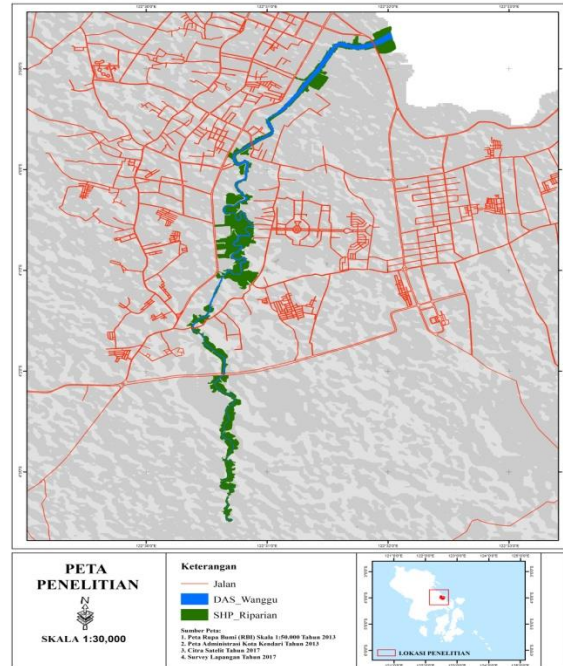 PETA
PENELITIAN
SKALA 1:30,000
Keterangan
Jalan
DAS_Wanggu
SHP_Riparian
Sumber Peta:
1. Peta Rupa Bumi (RBI) Skala 1:50.000 Tahun 2013
2. Peta Administrasi Kota Kendari Tahun 2013
3. Citra Satelit Tahun 2017
4. Survey Lapangan Tahun 2017
LOKASI PENELITIAN